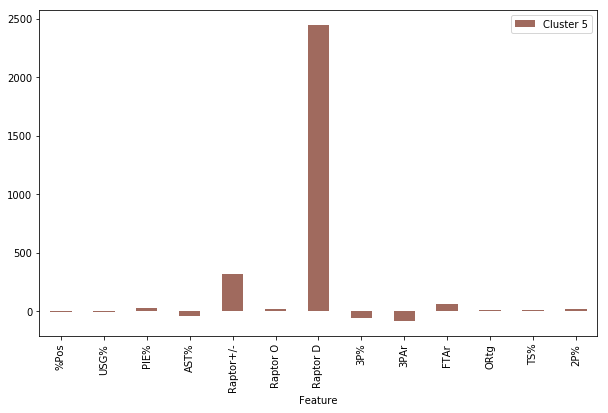 Cluster 5
2500
2000
1500
1000
500
0
%Pos
USG%
PIE%
AST%
Raptor+/-
Raptor O
Raptor D
3P%
3PAr
FTAr
ORtg
TS%
2P%
Feature